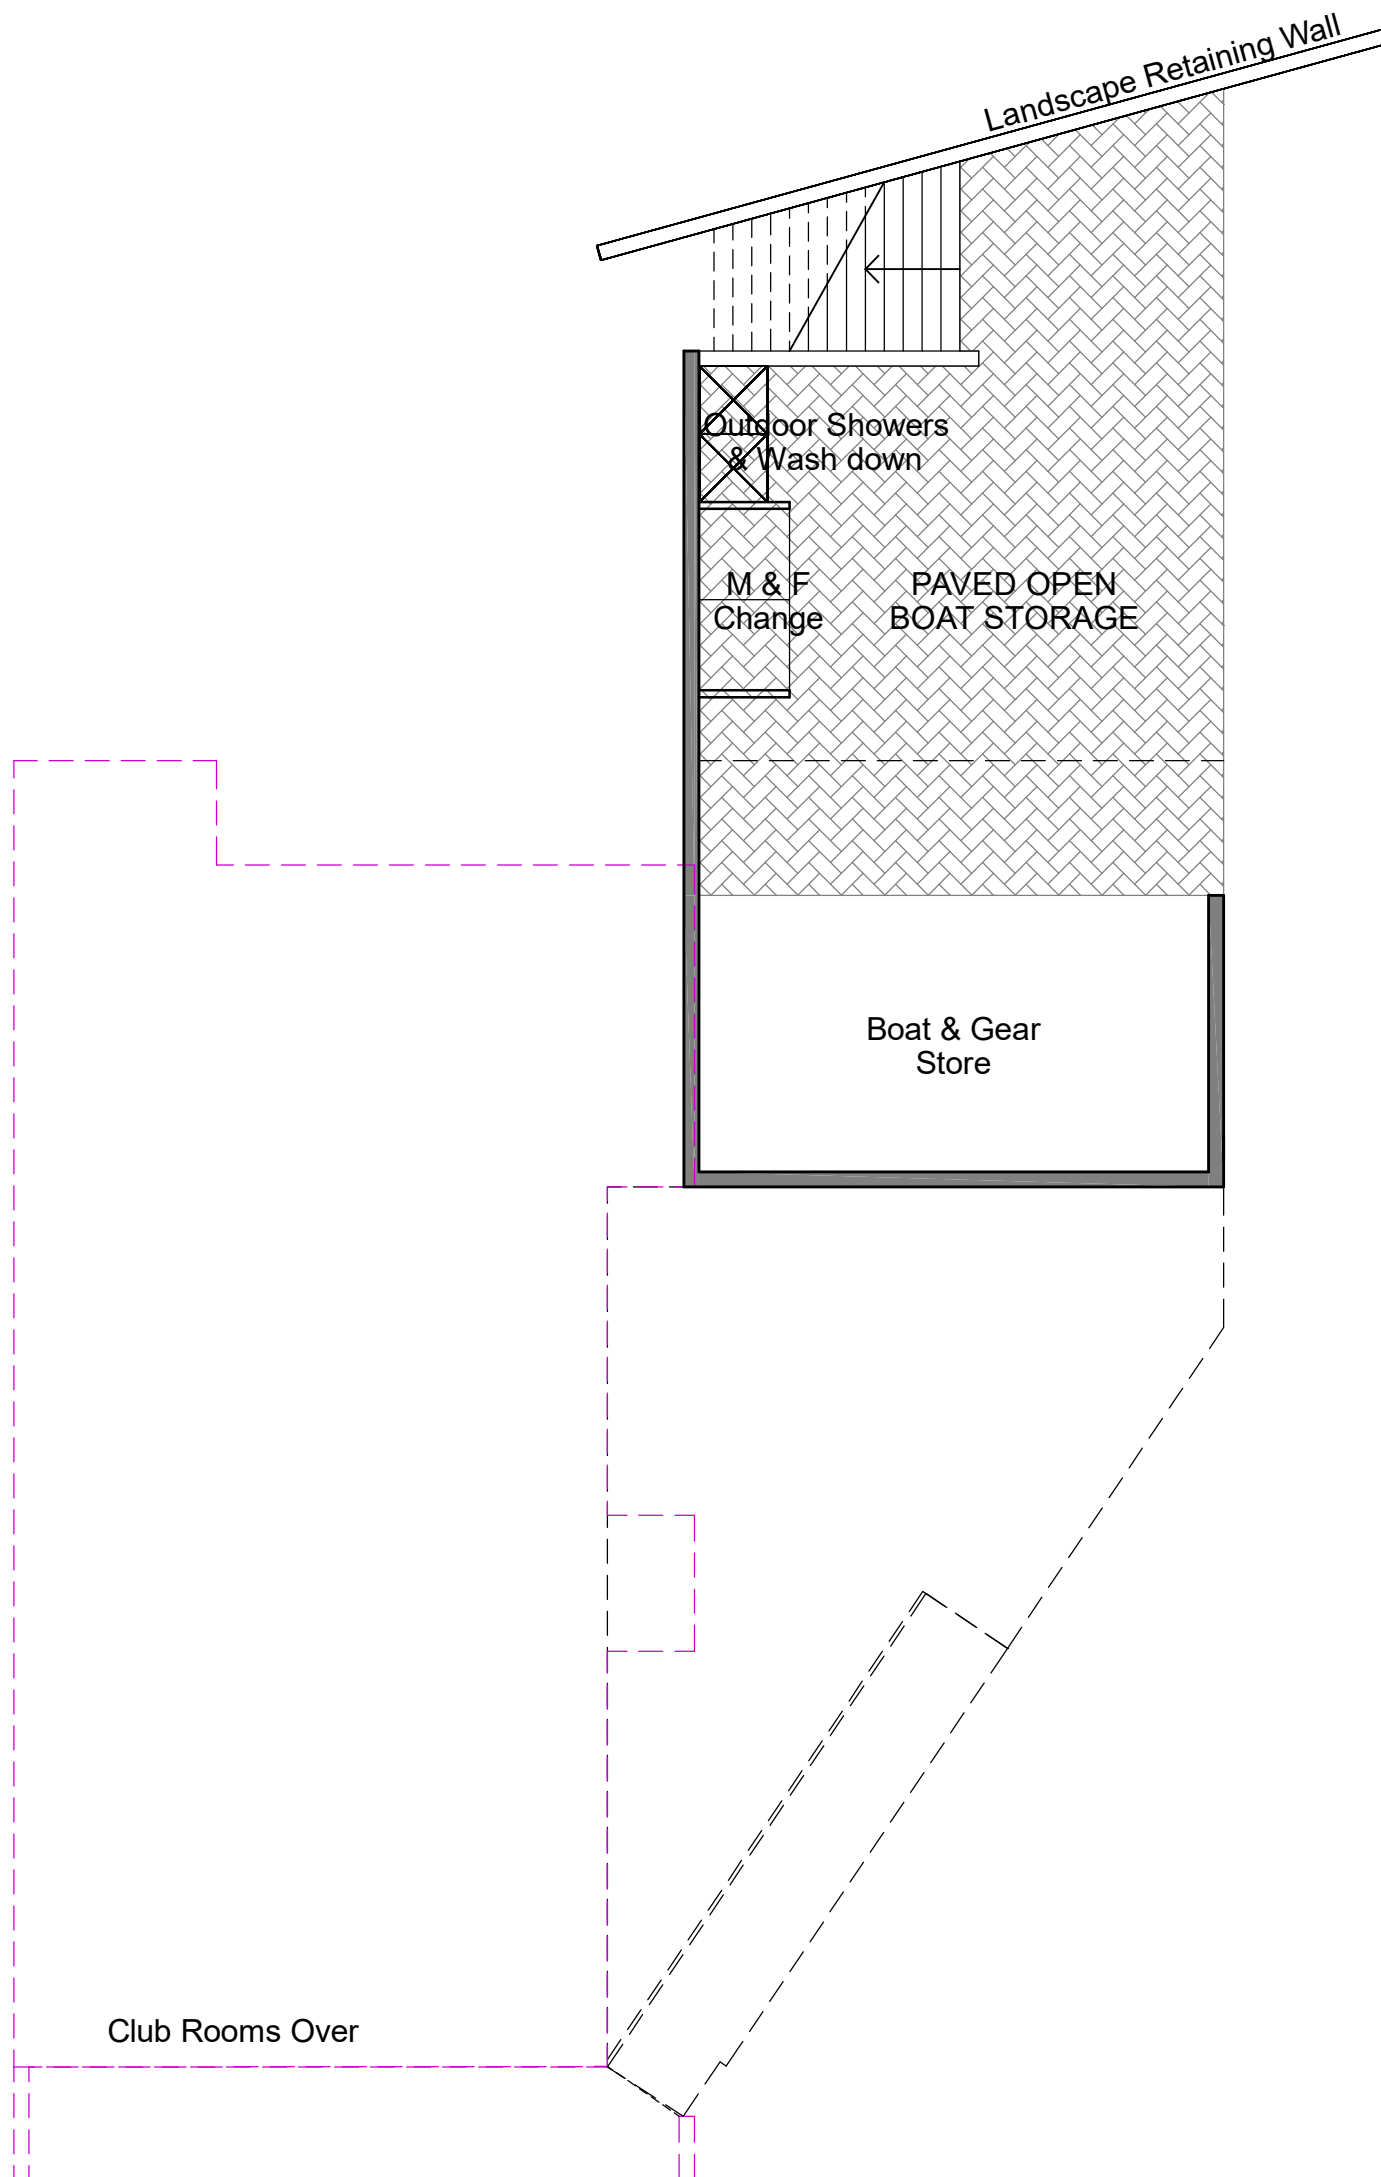 Landscape Retaining Wall
Outdoor Showers
& Wash down
M & F
Change
PAVED OPEN
BOAT STORAGE
Boat & Gear
Store
Club Rooms Over